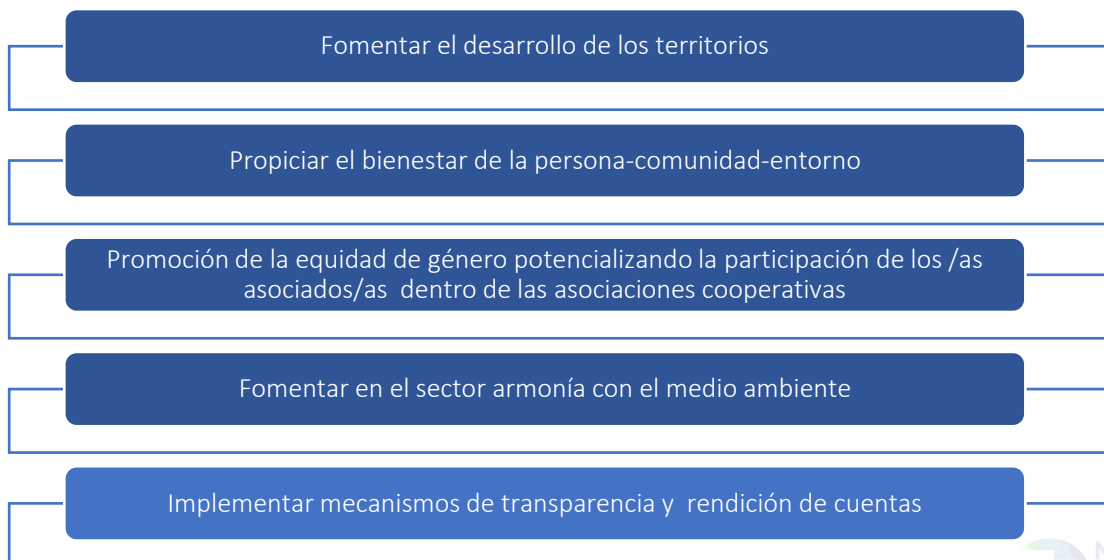 Fomentar el desarrollo de los territorios
Propiciar el bienestar de la persona-comunidad-entorno
Promoción de la equidad de género potencializando la participación de los /as
asociados/as dentro de las asociaciones cooperativas
Fomentar en el sector armonía con el medio ambiente
Implementar mecanismos de transparencia y rendición de cuentas